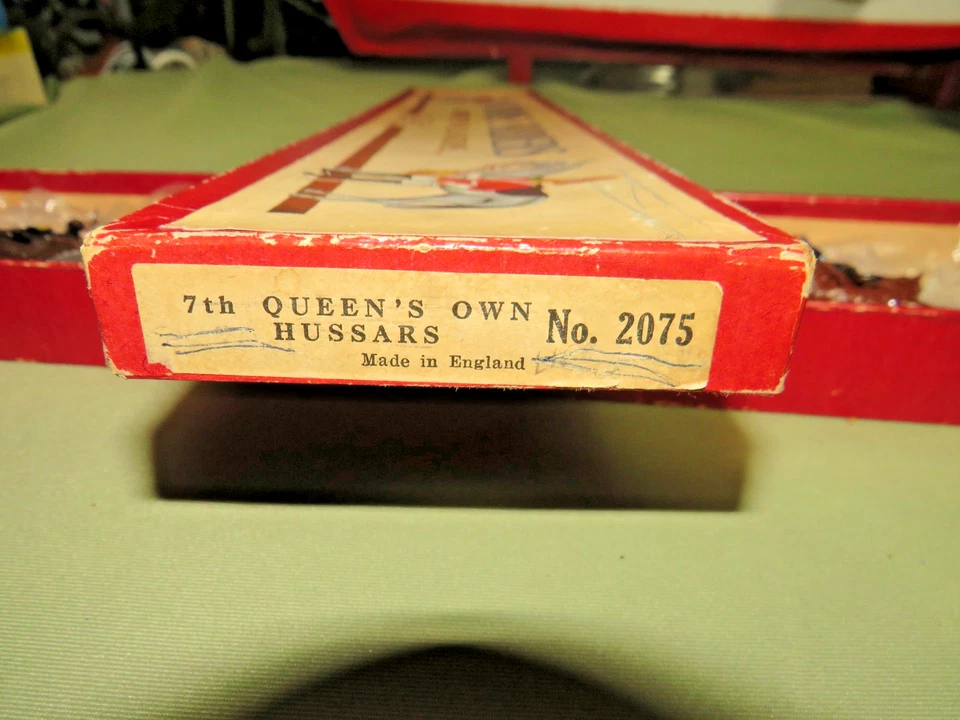 7th QUEEN'S OWN
HUSSARS
No. 2075
Made in England